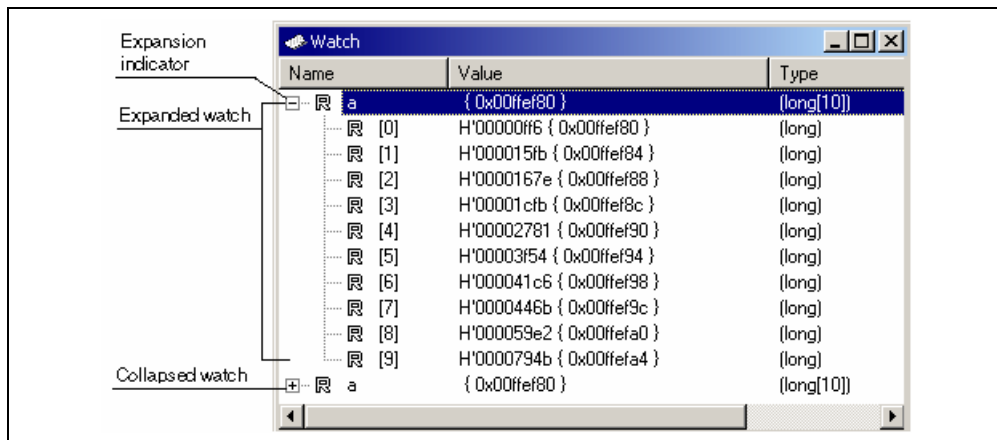 Expansion
indicator
Expanded watch
Collapsed watch
Watch
Name Value Type
R a { 0x00ffef80 } (long[10])
R [0] H'00000ff6 { 0x00ffef80 } (long)
R [1] H'000015fb { 0x00ffef84 } (long)
R [2] H'0000167e { 0x00ffef88 } (long)
R [3] H'00001cfb { 0x00ffef8c } (long)
R [4] H'00002781 { 0x00ffef90 } (long)
R [5] H'00003f54 { 0x00ffef94 } (long)
R [6] H'000041c6 { 0x00ffef98 } (long)
R [7] H'0000446b { 0x00ffef9c } (long)
R [8] H'000059e2 { 0x00ffefa0 } (long)
R [9] H'0000794b { 0x00ffefa4 } (long)
R a { 0x00ffef80 } (long[10])